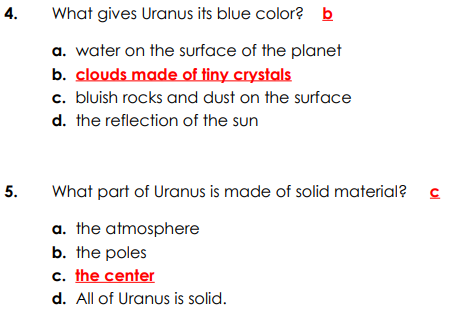 4. What gives Uranus its blue color? b
a. water on the surface of the planet
b. clouds made of tiny crystals
c. bluish rocks and dust on the surface
d. the reflection of the sun
5. What part of Uranus is made of solid material? c
a. the atmosphere
b. the poles
c. the center
d. All of Uranus is solid.